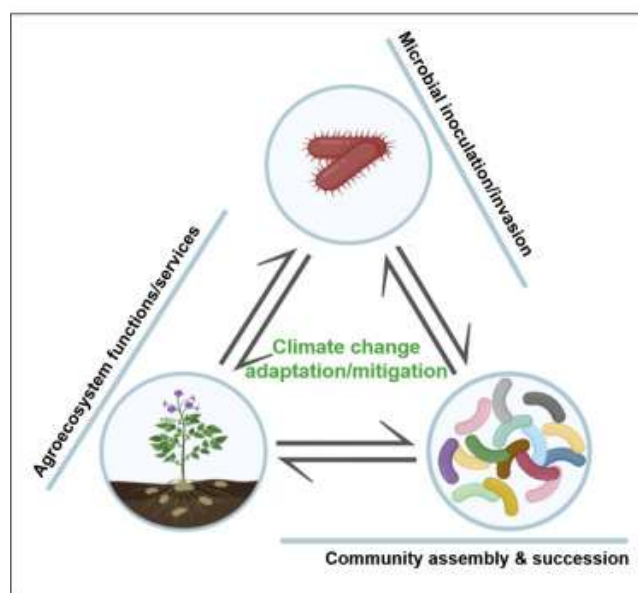 Microbial inoculation/invasion
Agroecosystem functions/services
Climate change
adaptation/mitigation
Community assembly & succession